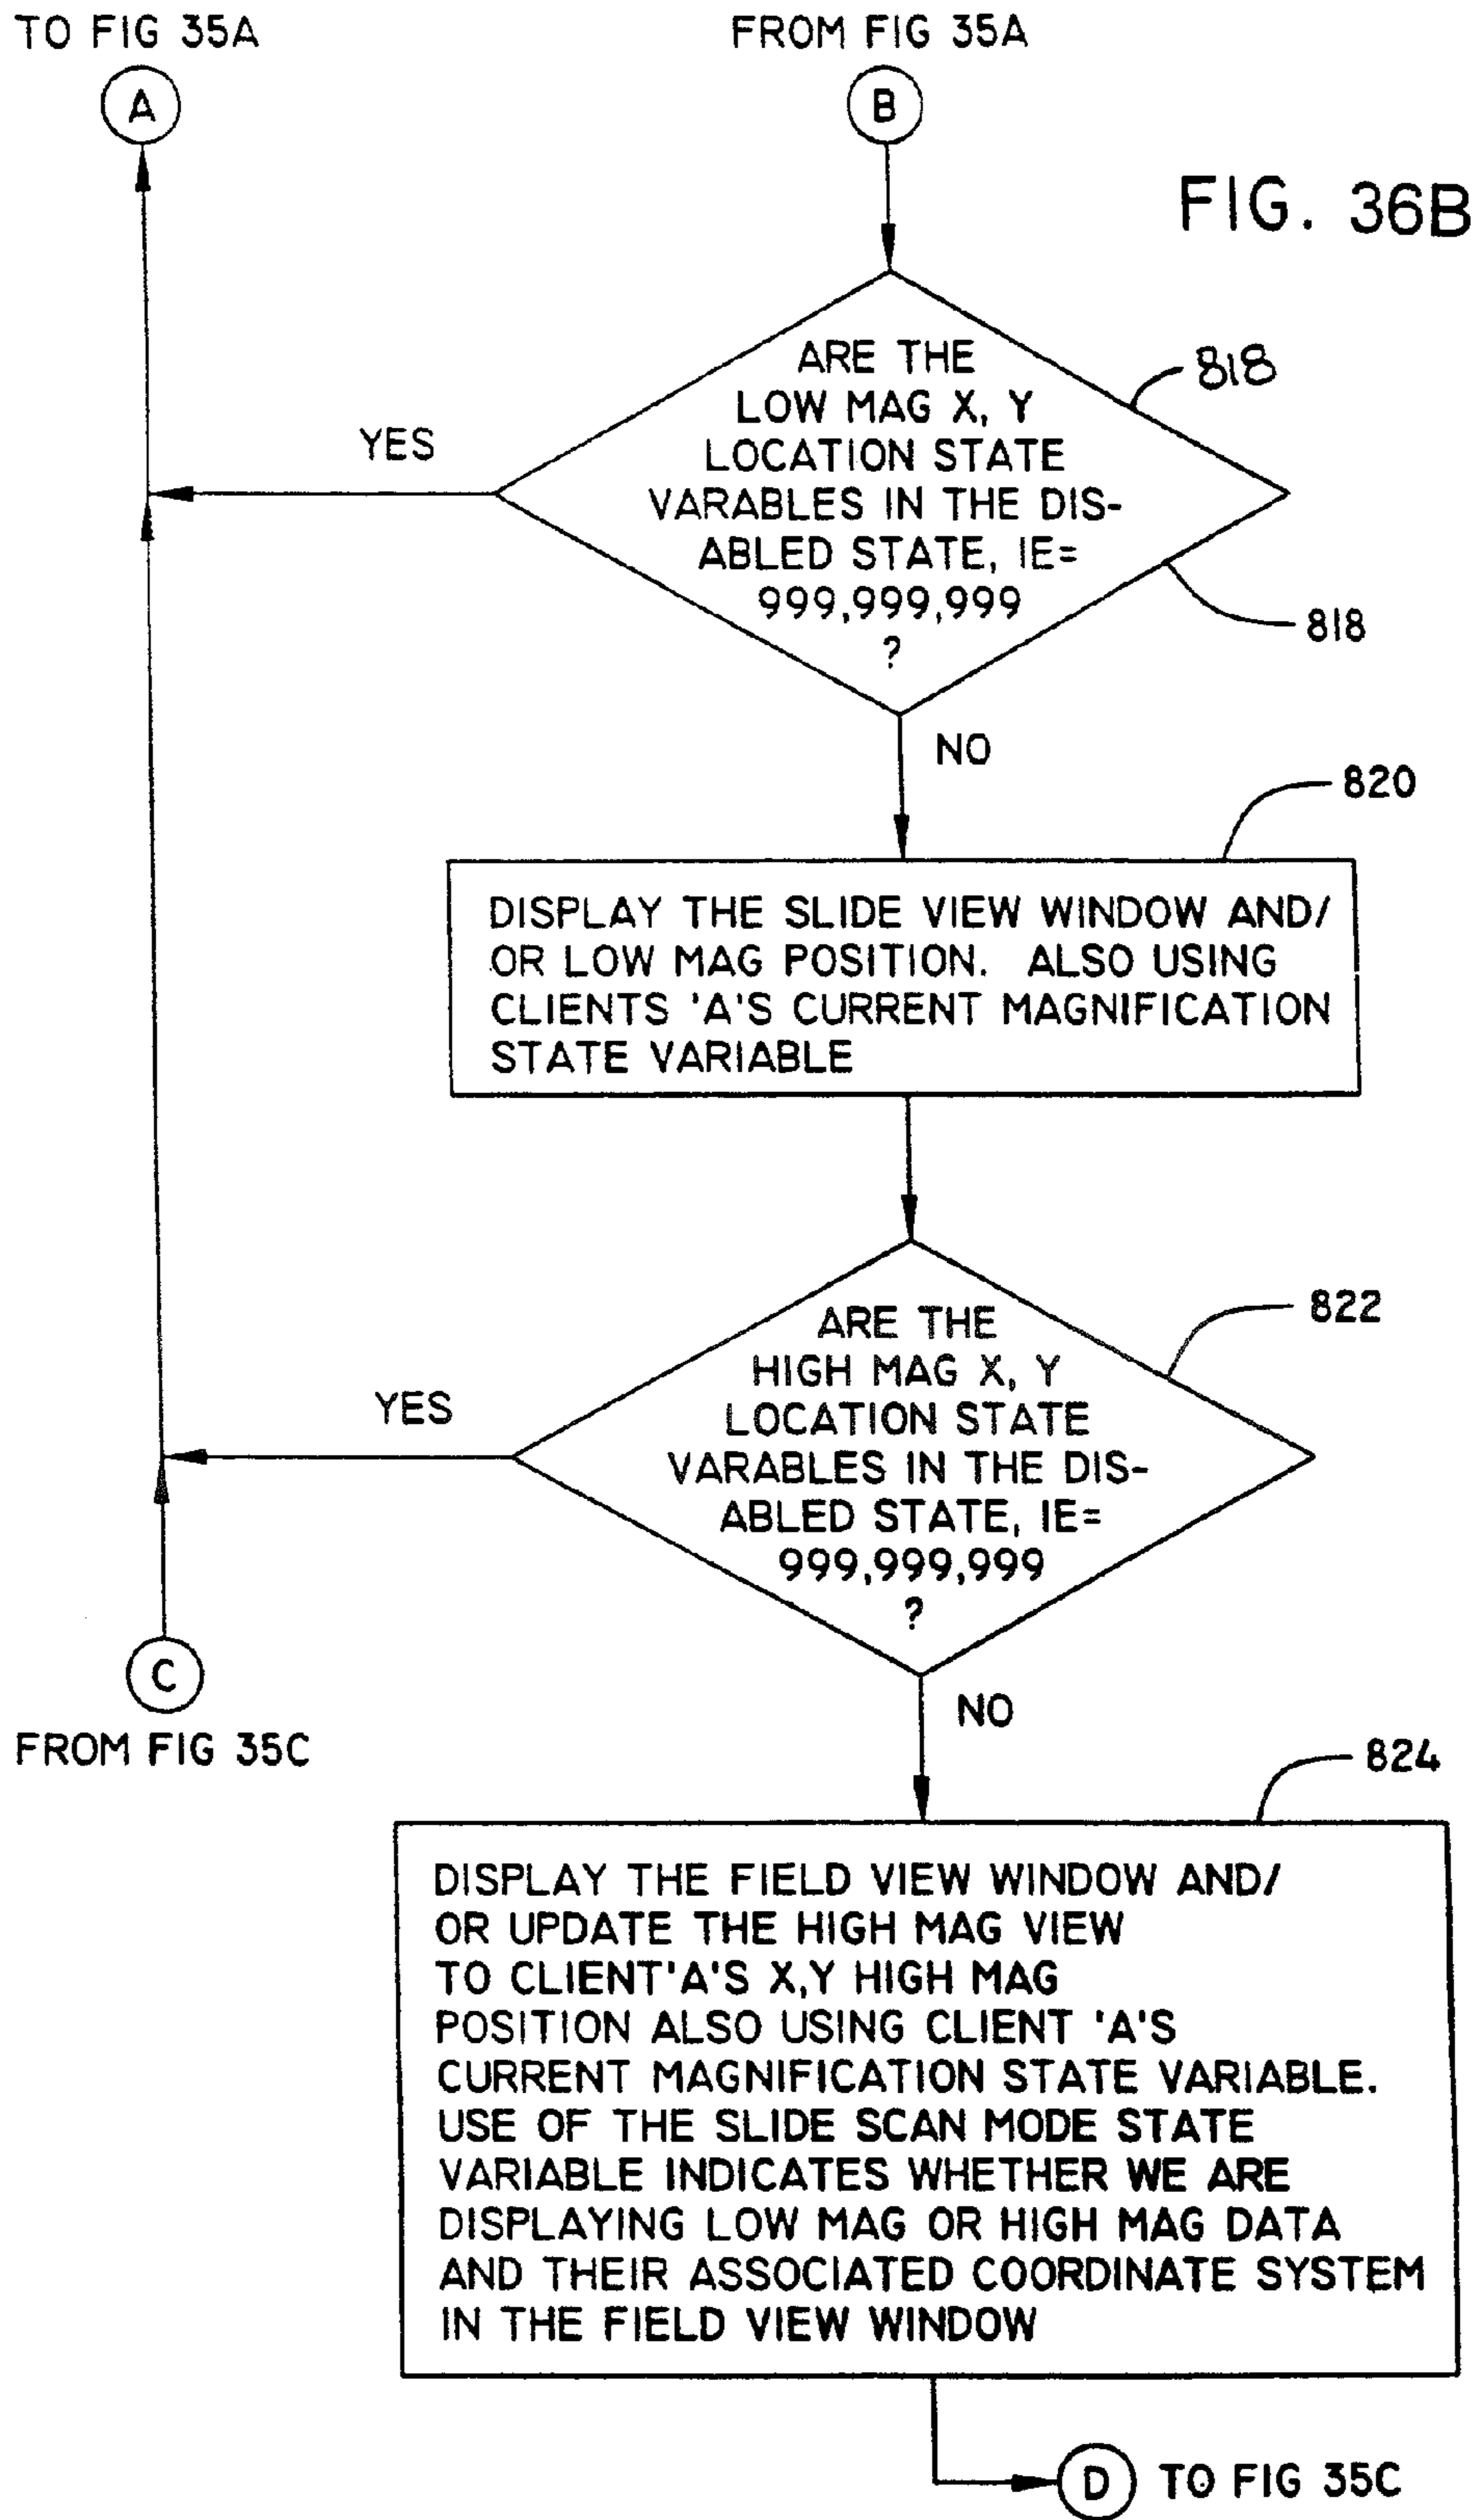 TO FIG 35A
FROM FIG 35A
A
B
FIG. 36B
ARE THE
LOW MAG X, Y
LOCATION STATE
VARABLES IN THE DIS-
ABLED STATE, IE=
999,999,999
?
818
818
YES
NO
820
DISPLAY THE SLIDE VIEW WINDOW AND/
OR LOW MAG POSITION. ALSO USING
CLIENTS 'A'S CURRENT MAGNIFICATION
STATE VARIABLE
822
ARE THE
HIGH MAG X, Y
LOCATION STATE
VARABLES IN THE DIS-
ABLED STATE, IE=
999,999,999
?
YES
C
FROM FIG 35C
NO
824
DISPLAY THE FIELD VIEW WINDOW AND/
OR UPDATE THE HIGH MAG VIEW
TO CLIENT'A'S X,Y HIGH MAG
POSITION ALSO USING CLIENT 'A'S
CURRENT MAGNIFICATION STATE VARIABLE.
USE OF THE SLIDE SCAN MODE STATE
VARIABLE INDICATES WHETHER WE ARE
DISPLAYING LOW MAG OR HIGH MAG DATA
AND THEIR ASSOCIATED COORDINATE SYSTEM
IN THE FIELD VIEW WINDOW
D
TO FIG 35C